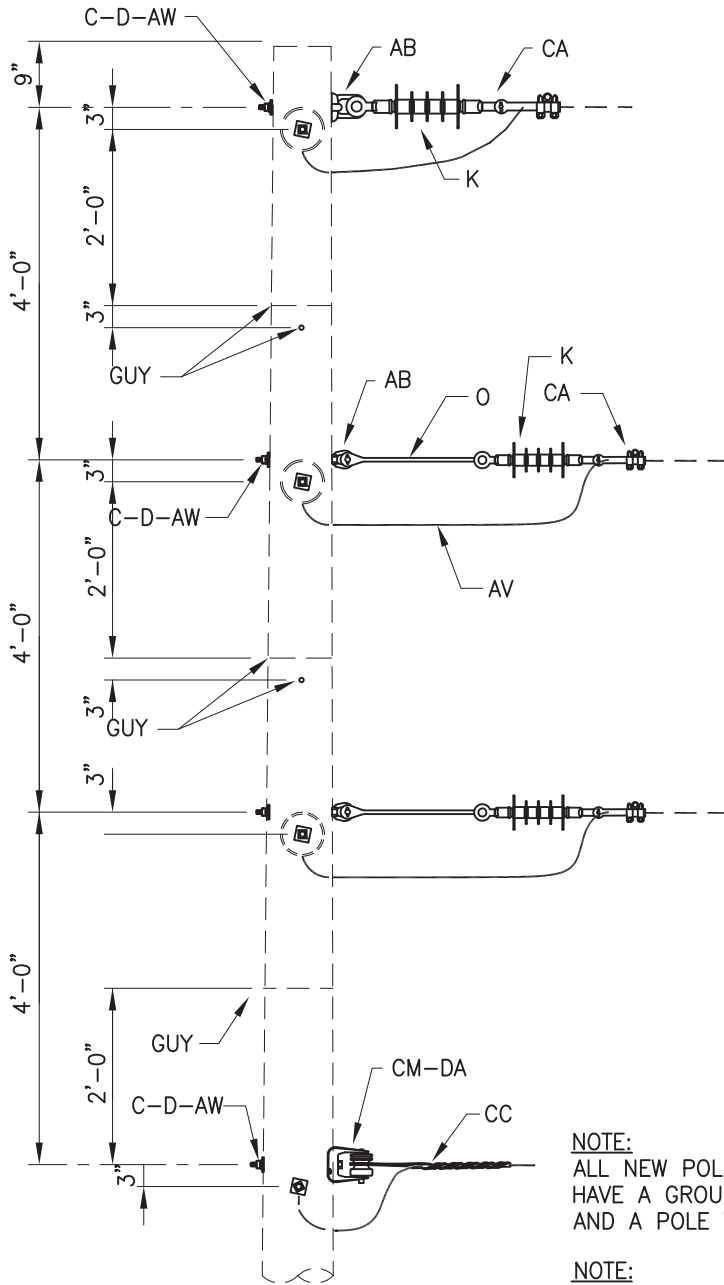 C-D-AW
AB
CA
9"
3"
K
2'-0"
4'-0"
3"
GUY
AB
O
K
CA
3"
C-D-AW
2'-0"
AV
4'-0"
3"
GUY
3"
4'-0"
GUY
2'-0"
CM-DA
C-D-AW
CC
3"
NOTE:
ALL NEW POL
HAVE A GROU
AND A POLE
NOTE: